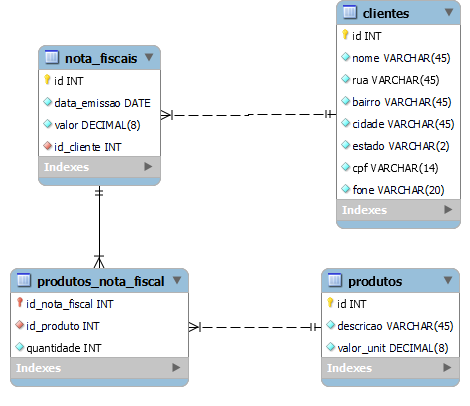 clientes
id INT
nome VARCHAR(45)
rua VARCHAR(45)
bairro VARCHAR(45)
cidade VARCHAR(45)
estado VARCHAR(2)
cpf VARCHAR(14)
fone VARCHAR(20)
Indexes
nota_fiscais
id INT
data_emissao DATE
valor DECIMAL(8)
id_cliente INT
Indexes
produtos_nota_fiscal
id_nota_fiscal INT
id_produto INT
quantidade INT
Indexes
produtos
id INT
descricao VARCHAR(45)
valor_unit DECIMAL(8)
Indexes